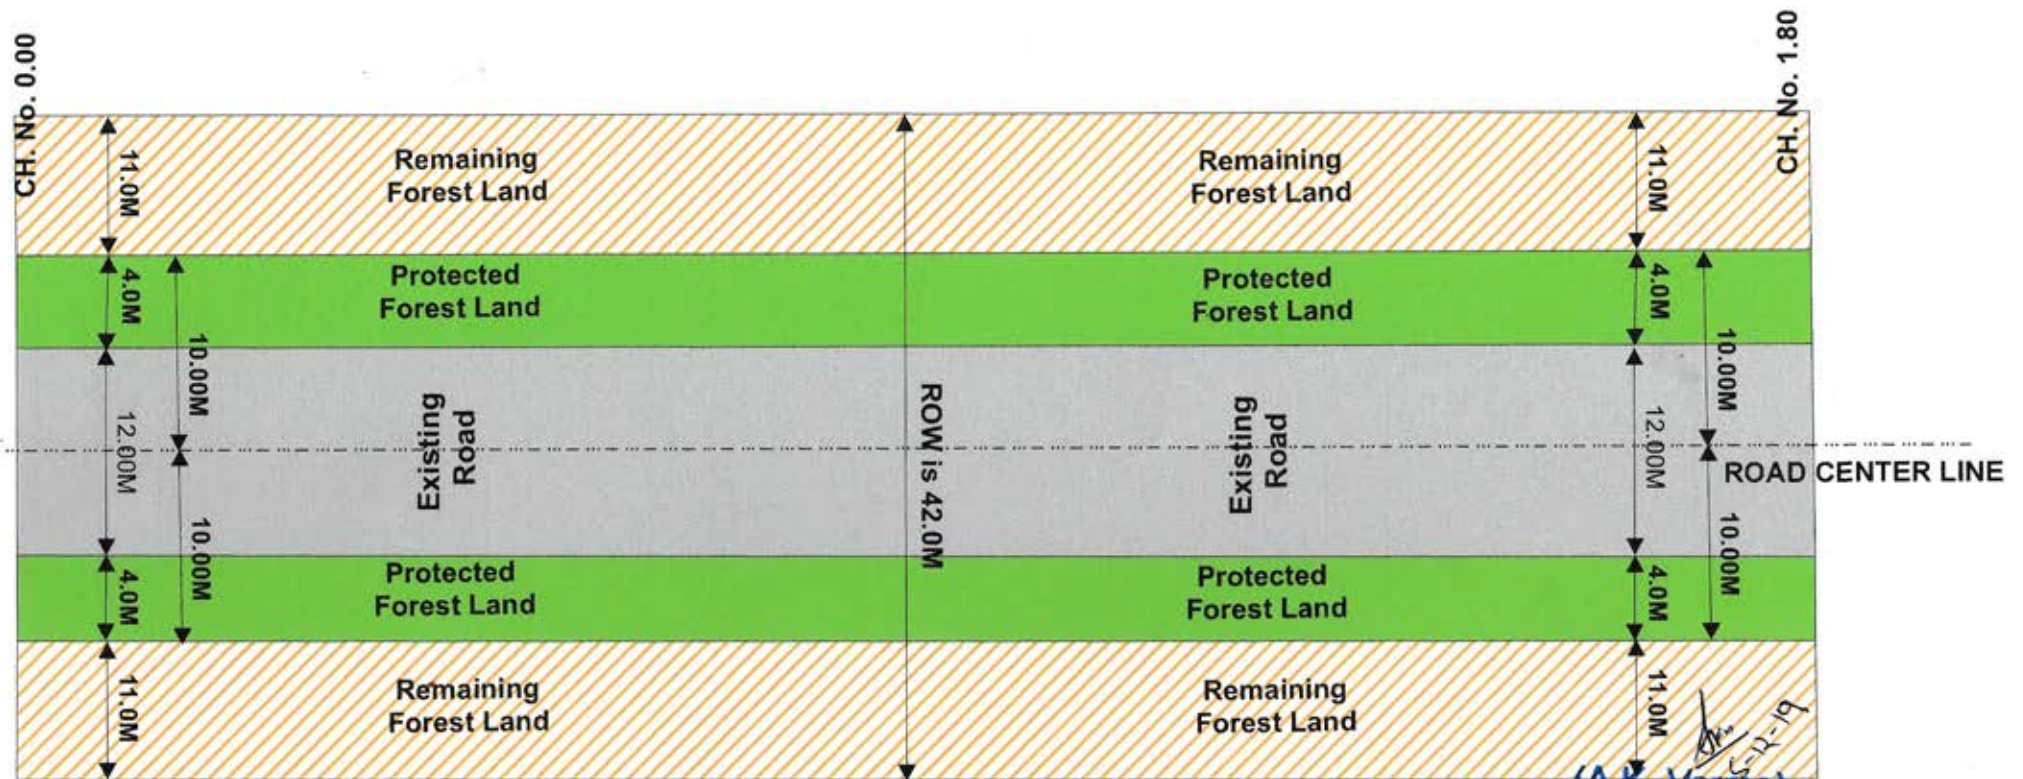 CH. No. 0.00
CH. No. 1.80
11.0M
Remaining
Forest Land
Remaining
Forest Land
11.0M
4.0M
Protected
Forest Land
Protected
Forest Land
4.0M
10.00M
10.00M
12.00M
Existing
Road
ROW is 42.0M
Existing
Road
12.00M
ROAD CENTER LINE
10.00M
10.00M
4.0M
Protected
Forest Land
Protected
Forest Land
4.0M
11.0M
Remaining
Forest Land
Remaining
Forest Land
11.0M